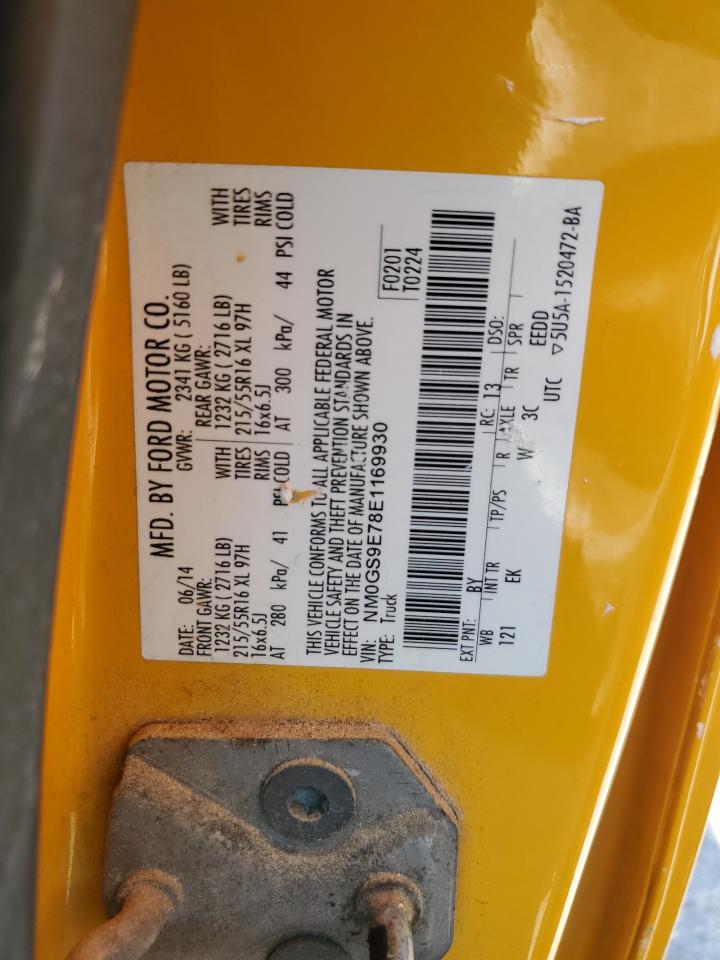 MFD. BY FORD MOTOR CO.
DATE: 06/14 GVWR: 2341 KG ( 5160 LB)
FRONT GAWR: REAR GAWR: WITH
1232 KG (2716 LB) WITH 1232 KG (2716 LB) TIRES
215/55R16 XL 97H TIRES 215/55R16 XL 97H RIMS
16x6.5J RIMS 16x6.5J
AT 280 kPa/ 41 PSI COLD AT 300 kPa/ 44 PSI COLD
THIS VEHICLE CONFORMS TO ALL APPLICABLE FEDERAL MOTOR
VEHICLE SAFETY AND THEFT PREVENTION STANDARDS IN
EFFECT ON THE DATE OF MANUFACTURE SHOWN ABOVE.
VIN: NM0GS9E78E1169930 F0201
TYPE: Truck T0224
EXT PNT: BY RC: 13 DSO:
WB INT TR TP/PS R AXLE TR SPR
121 EK W 3C EEDD
UTC ▽5U5A-1520472-BA